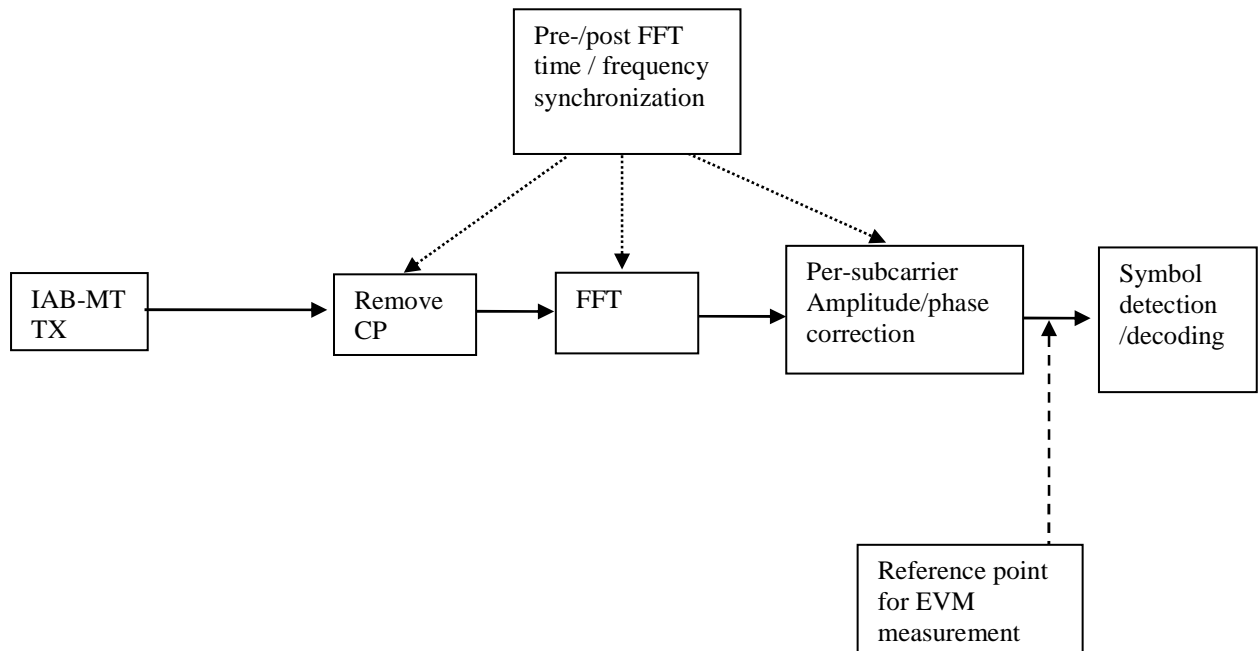 Pre-/post FFT
time / frequency
synchronization
IAB-MT
TX
Remove
CP
FFT
Per-subcarrier
Amplitude/phase
correction
Symbol
detection
/decoding
Reference point
for EVM
measurement